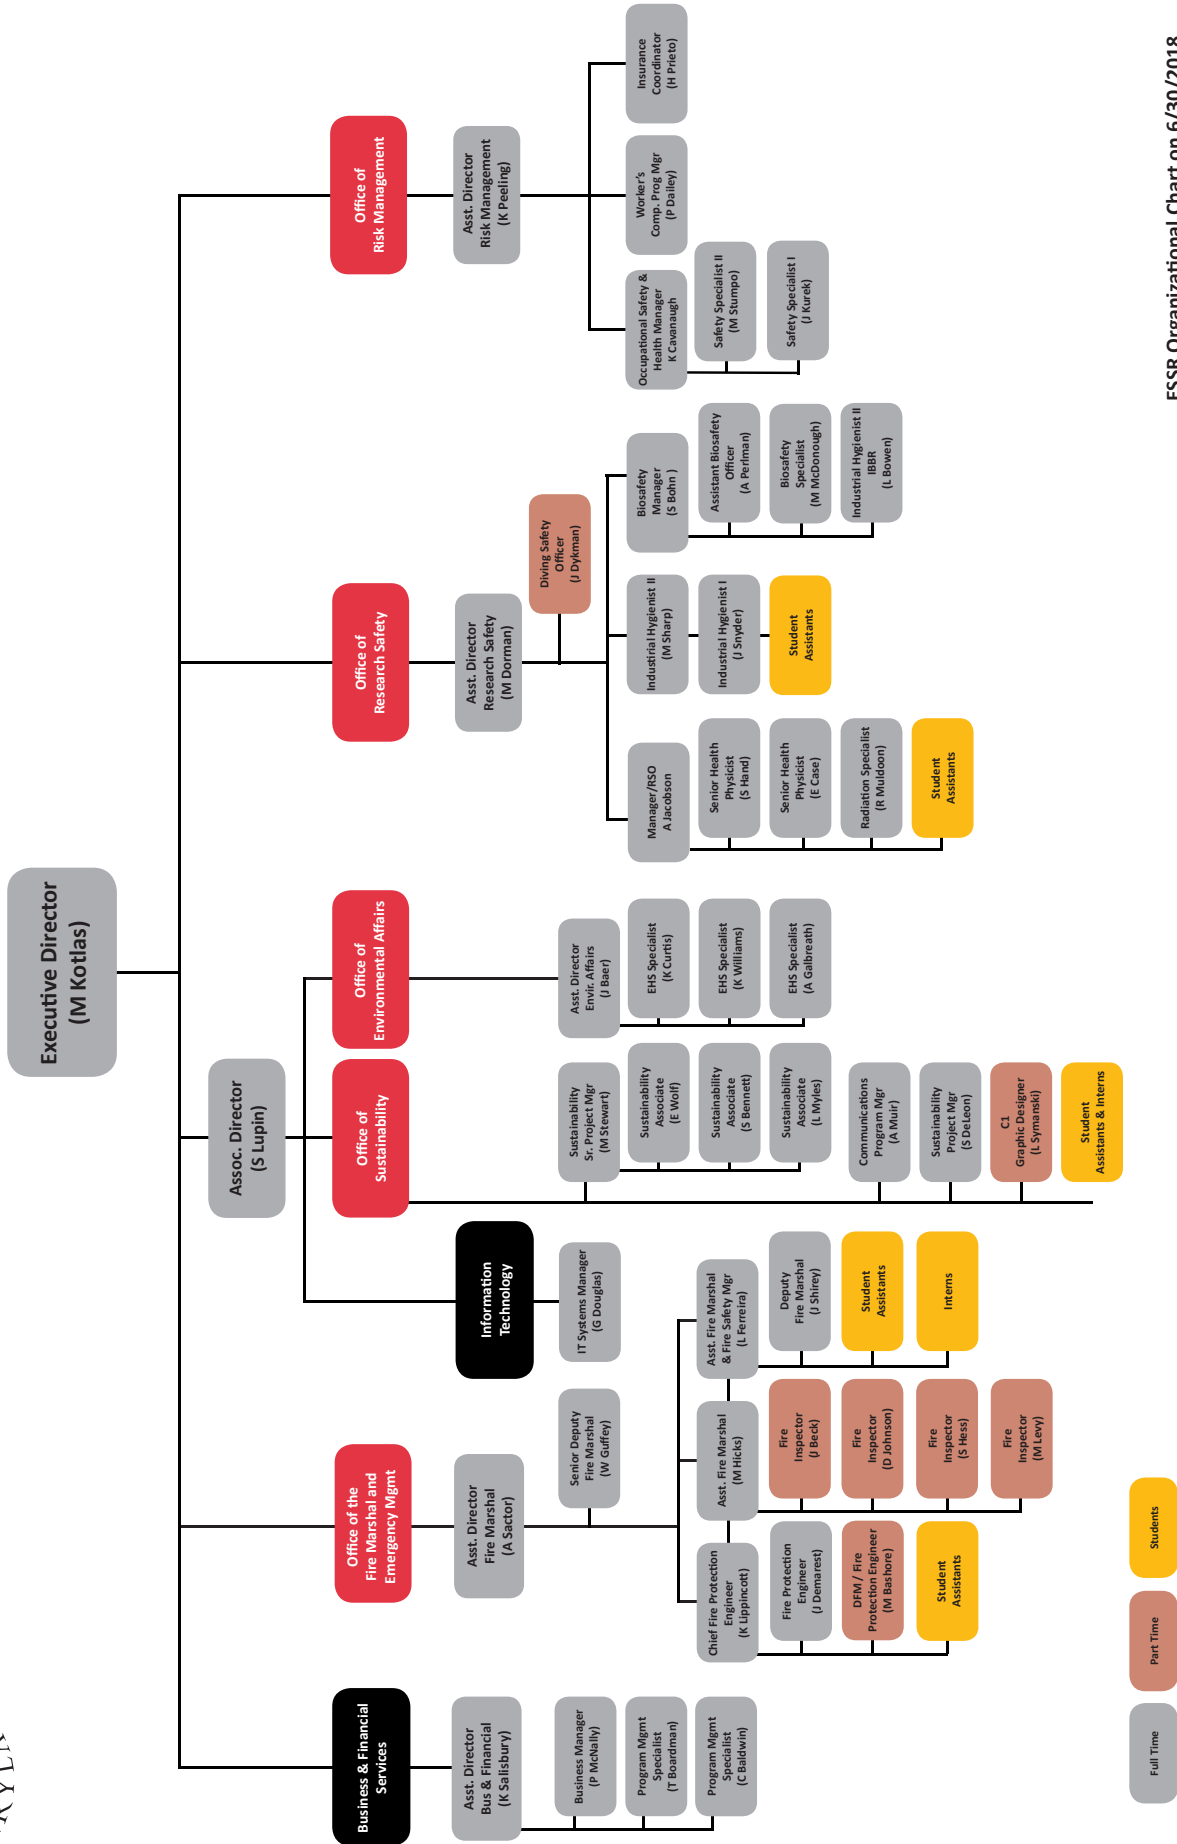 Executive Director
(M Kotlas)
Assoc. Director
(S Lupin)
Business & Financial
Services
Asst. Director
Bus & Financial
(K Salisbury)
Business Manager
(P McNally)
Program Mgmt
Specialist
(T Boardman)
Program Mgmt
Specialist
(C Baldwin)
Office of the
Fire Marshal and
Emergency Mgmt
Asst. Director
Fire Marshal
(A Sactor)
Senior Deputy
Fire Marshal
(W Guffey)
Chief Fire Protection
Engineer
(K Lippincott)
Fire Protection
Engineer
(J Demarest)
DFM / Fire
Protection Engineer
(M Bashore)
Student
Assistants
Asst. Fire Marshal
(M Hicks)
Fire
Inspector
(J Beck)
Fire
Inspector
(D Johnson)
Fire
Inspector
(S Hess)
Fire
Inspector
(M Levy)
Asst. Fire Marshal
& Fire Safety Mgr
(L Ferreira)
Deputy
Fire Marshal
(J Shirey)
Student
Assistants
Interns
Information
Technology
IT Systems Manager
(G Douglas)
Office of
Sustainability
Sustainability
Sr. Project Mgr
(M Stewart)
Sustainability
Associate
(E Wolf)
Sustainability
Associate
(S Bennett)
Sustainability
Associate
(L Myles)
Communications
Program Mgr
(A Muir)
Sustainability
Project Mgr
(S DeLeon)
C1
Graphic Designer
(L Symanski)
Student
Assistants & Interns
Office of
Environmental Affairs
Asst. Director
Envir. Affairs
(J Baer)
EHS Specialist
(K Curtis)
EHS Specialist
(K Williams)
EHS Specialist
(A Galbreath)
Office of
Research Safety
Asst. Director
Research Safety
(M Dorman)
Diving Safety
Officer
(J Dykman)
Manager/RSO
A Jacobson
Senior Health
Physicist
(S Hand)
Senior Health
Physicist
(E Case)
Radiation Specialist
(R Muldoon)
Student
Assistants
Industrial Hygienist II
(M Sharp)
Industrial Hygienist I
(J Snyder)
Student
Assistants
Biosafety
Manager
(S Bohn )
Assistant Biosafety
Officer
(A Perlman)
Biosafety
Specialist
(M McDonough)
Industrial Hygienist II
IBBR
(L Bowen)
Office of
Risk Management
Asst. Director
Risk Management
(K Peeling)
Occupational Safety &
Health Manager
K Cavanaugh
Safety Specialist II
(M Stumpo)
Safety Specialist I
(J Kurek)
Worker's
Comp. Prog Mgr
(P Dailey)
Insurance
Coordinator
(H Prieto)
Full Time
Part Time
Students
ESSR Organizational Chart on 6/30/2018